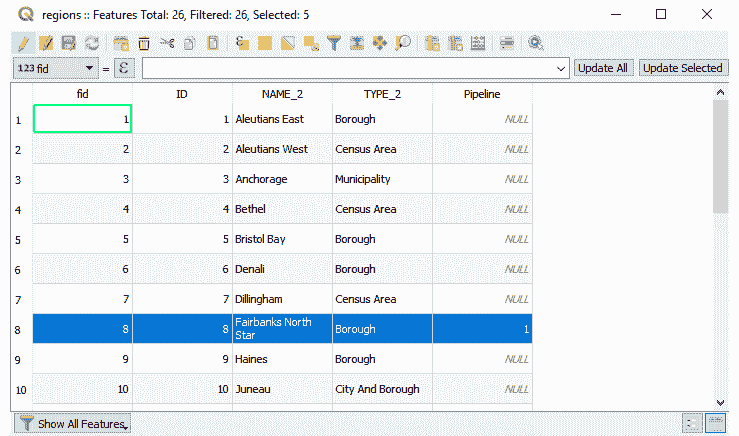 regions :: Features Total: 26, Filtered: 26, Selected: 5
123 fid = ε Update All Update Selected
fid ID NAME_2 TYPE_2 Pipeline
1 1 1 Aleutians East Borough NULL
2 2 2 Aleutians West Census Area NULL
3 3 3 Anchorage Municipality NULL
4 4 4 Bethel Census Area NULL
5 5 5 Bristol Bay Borough NULL
6 6 6 Denali Borough NULL
7 7 7 Dillingham Census Area NULL
8 8 8 Fairbanks North Borough 1
Star
9 9 9 Haines Borough NULL
10 10 10 Juneau City And Borough NULL
Show All Features